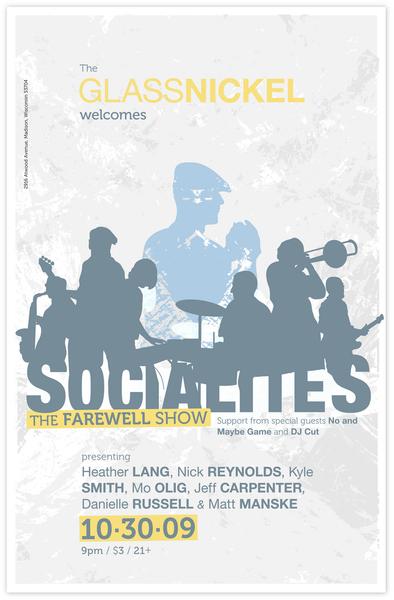 The
GLASSNICKEL
welcomes
2916 Atwood Avenue, Madison, Wisconsin 53704
SOCIALITES
THE FAREWELL SHOW
Support from special guests No and
Maybe Game and DJ Cut
presenting
Heather LANG, Nick REYNOLDS, Kyle
SMITH, Mo OLIG, Jeff CARPENTER,
Danielle RUSSELL & Matt MANSKE
10·30·09
9pm / $3 / 21+